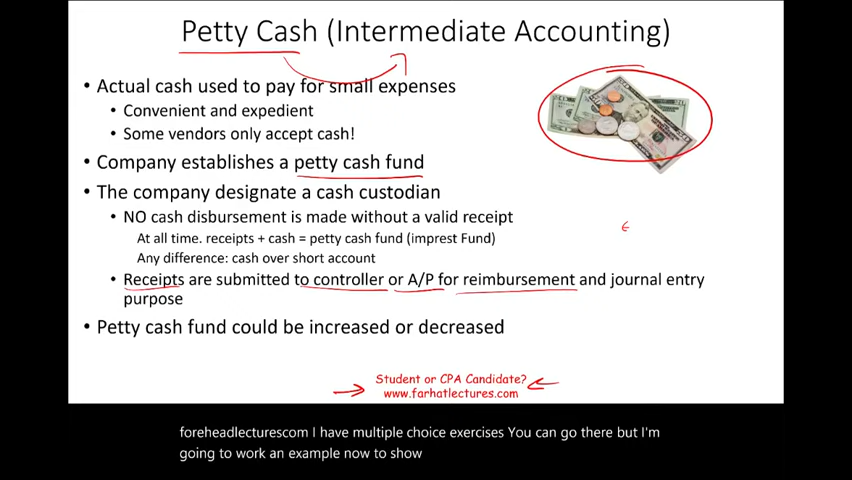 Petty Cash (Intermediate Accounting)
• Actual cash used to pay for small expenses
• Convenient and expedient
• Some vendors only accept cash!
• Company establishes a petty cash fund
• The company designate a cash custodian
• NO cash disbursement is made without a valid receipt
At all time. receipts + cash = petty cash fund (imprest Fund)
Any difference: cash over short account
• Receipts are submitted to controller or A/P for reimbursement and journal entry
purpose
• Petty cash fund could be increased or decreased
Student or CPA Candidate?
www.farhatlectures.com
foreheadlecturescom I have multiple choice exercises You can go there but I'm
going to work an example now to show